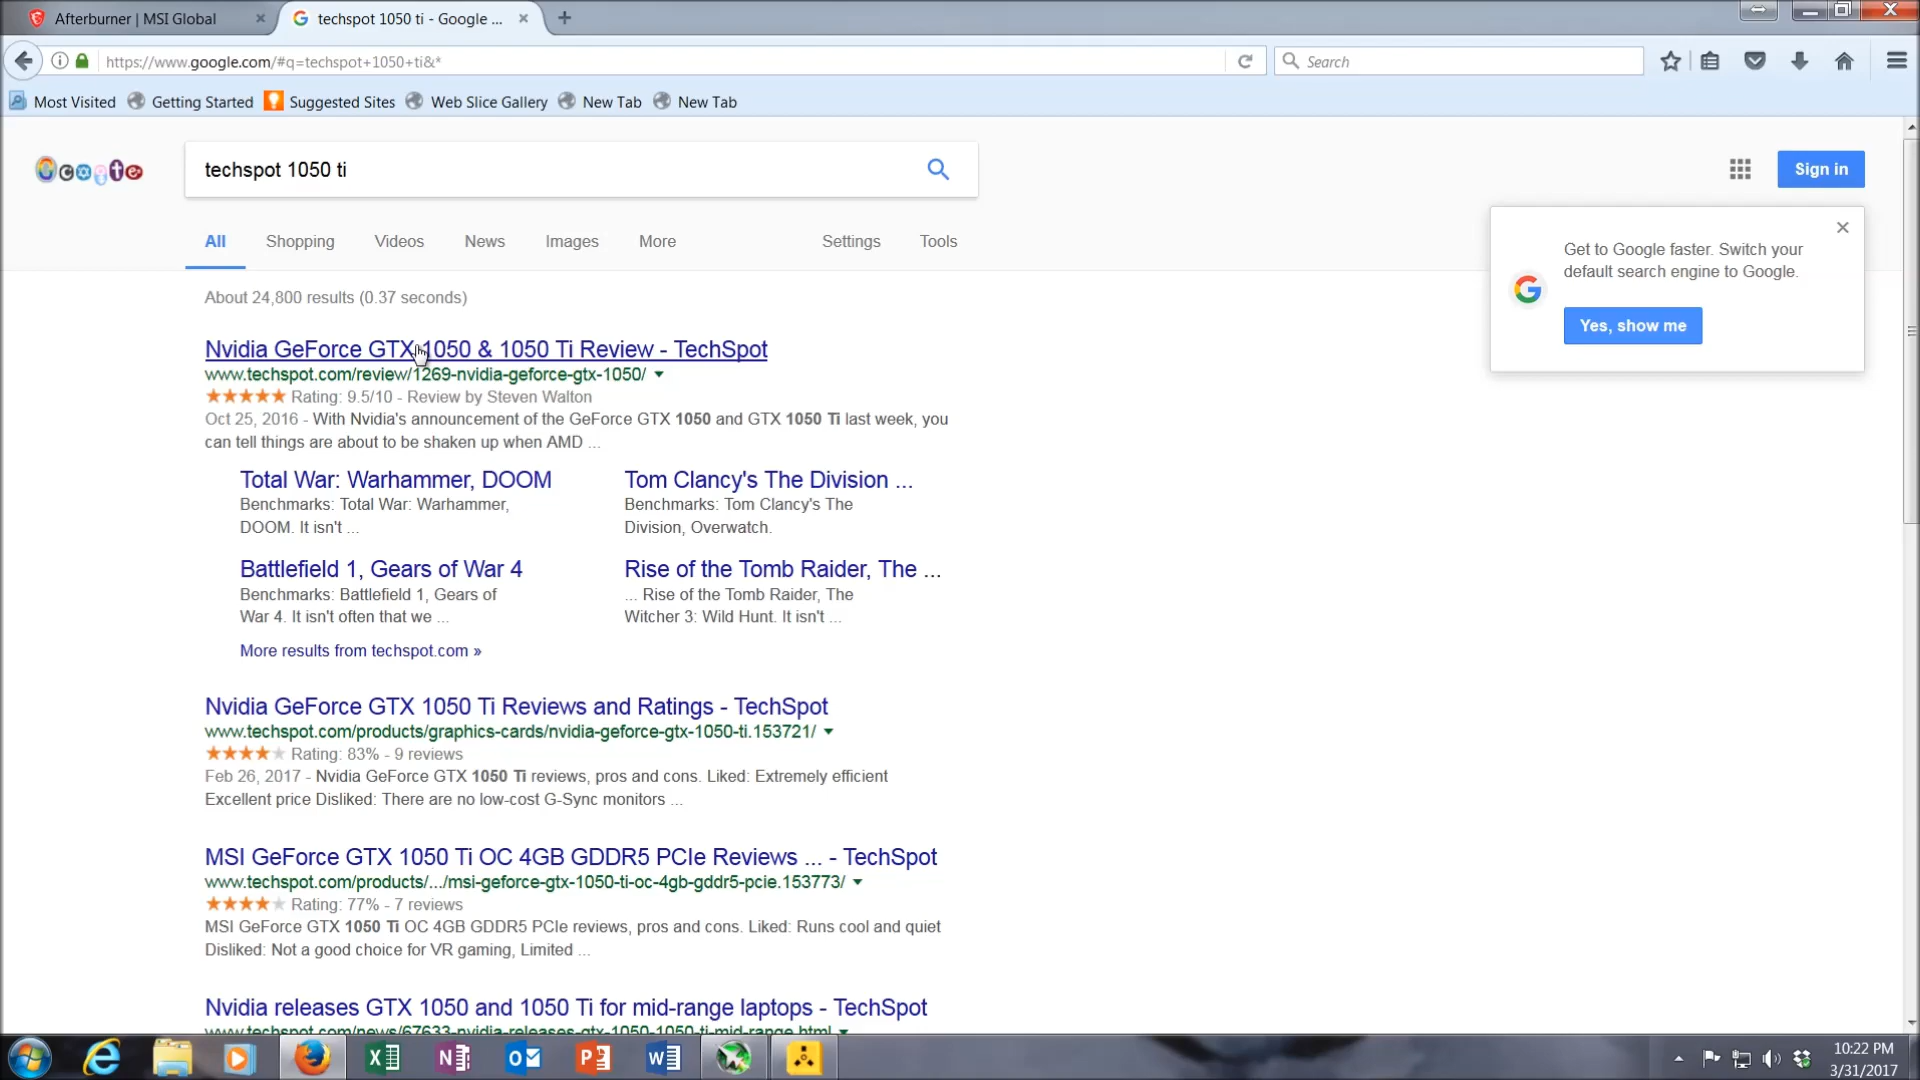 Afterburner | MSI Global
techspot 1050 ti - Google ...
https://www.google.com/#q=techspot+1050+ti&*
Search
Most Visited
Getting Started
Suggested Sites
Web Slice Gallery
New Tab
New Tab
techspot 1050 ti
Sign in
All
Shopping
Videos
News
Images
More
Settings
Tools
Get to Google faster. Switch your
default search engine to Google.
Yes, show me
About 24,800 results (0.37 seconds)
Nvidia GeForce GTX 1050 & 1050 Ti Review - TechSpot
www.techspot.com/review/1269-nvidia-geforce-gtx-1050/
Rating: 9.5/10 - Review by Steven Walton
Oct 25, 2016 - With Nvidia's announcement of the GeForce GTX 1050 and GTX 1050 Ti last week, you
can tell things are about to be shaken up when AMD ...
Total War: Warhammer, DOOM
Benchmarks: Total War: Warhammer,
DOOM. It isn't ...
Tom Clancy's The Division ...
Benchmarks: Tom Clancy's The
Division, Overwatch.
Battlefield 1, Gears of War 4
Benchmarks: Battlefield 1, Gears of
War 4. It isn't often that we ...
Rise of the Tomb Raider, The ...
... Rise of the Tomb Raider, The
Witcher 3: Wild Hunt. It isn't ...
More results from techspot.com »
Nvidia GeForce GTX 1050 Ti Reviews and Ratings - TechSpot
www.techspot.com/products/graphics-cards/nvidia-geforce-gtx-1050-ti.153721/
Rating: 83% - 9 reviews
Feb 26, 2017 - Nvidia GeForce GTX 1050 Ti reviews, pros and cons. Liked: Extremely efficient
Excellent price Disliked: There are no low-cost G-Sync monitors ...
MSI GeForce GTX 1050 Ti OC 4GB GDDR5 PCIe Reviews ... - TechSpot
www.techspot.com/products/.../msi-geforce-gtx-1050-ti-oc-4gb-gddr5-pcie.153773/
Rating: 77% - 7 reviews
MSI GeForce GTX 1050 Ti OC 4GB GDDR5 PCIe reviews, pros and cons. Liked: Runs cool and quiet
Disliked: Not a good choice for VR gaming, Limited ...
Nvidia releases GTX 1050 and 1050 Ti for mid-range laptops - TechSpot
www.techspot.com/news/67633-nvidia-releases-gtx-1050-1050-ti-mid-range.html
10:22 PM
3/31/2017